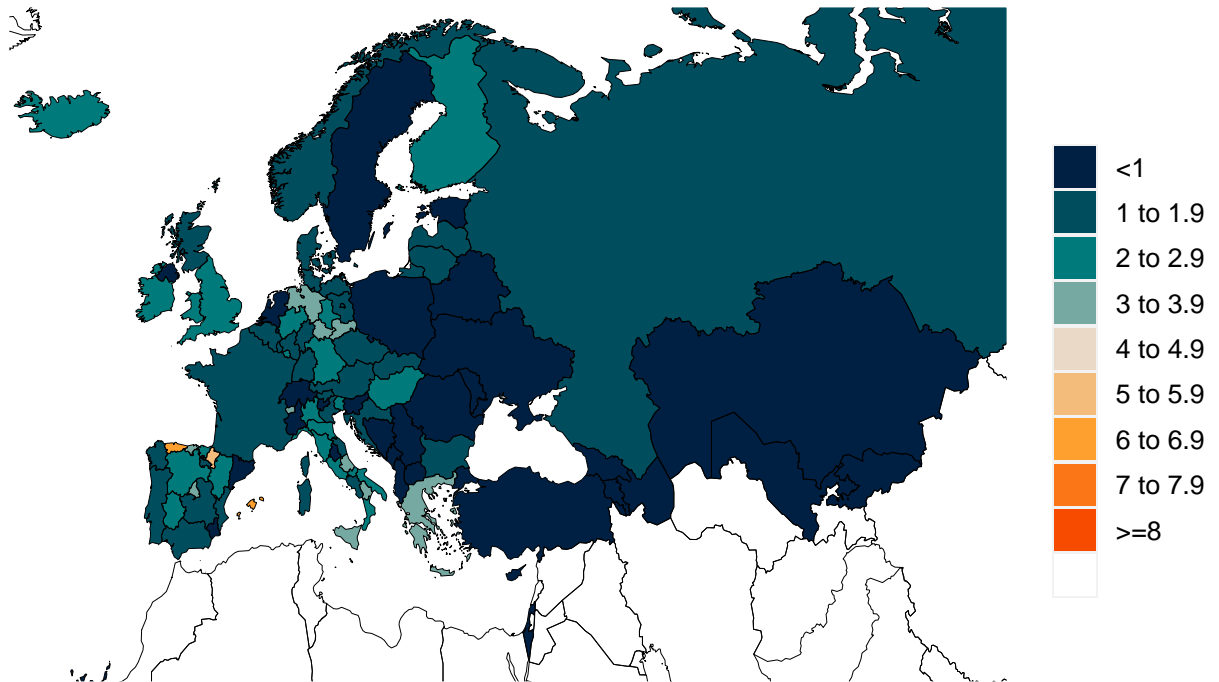 <1
1 to 1.9
2 to 2.9
3 to 3.9
4 to 4.9
5 to 5.9
6 to 6.9
7 to 7.9
>=8